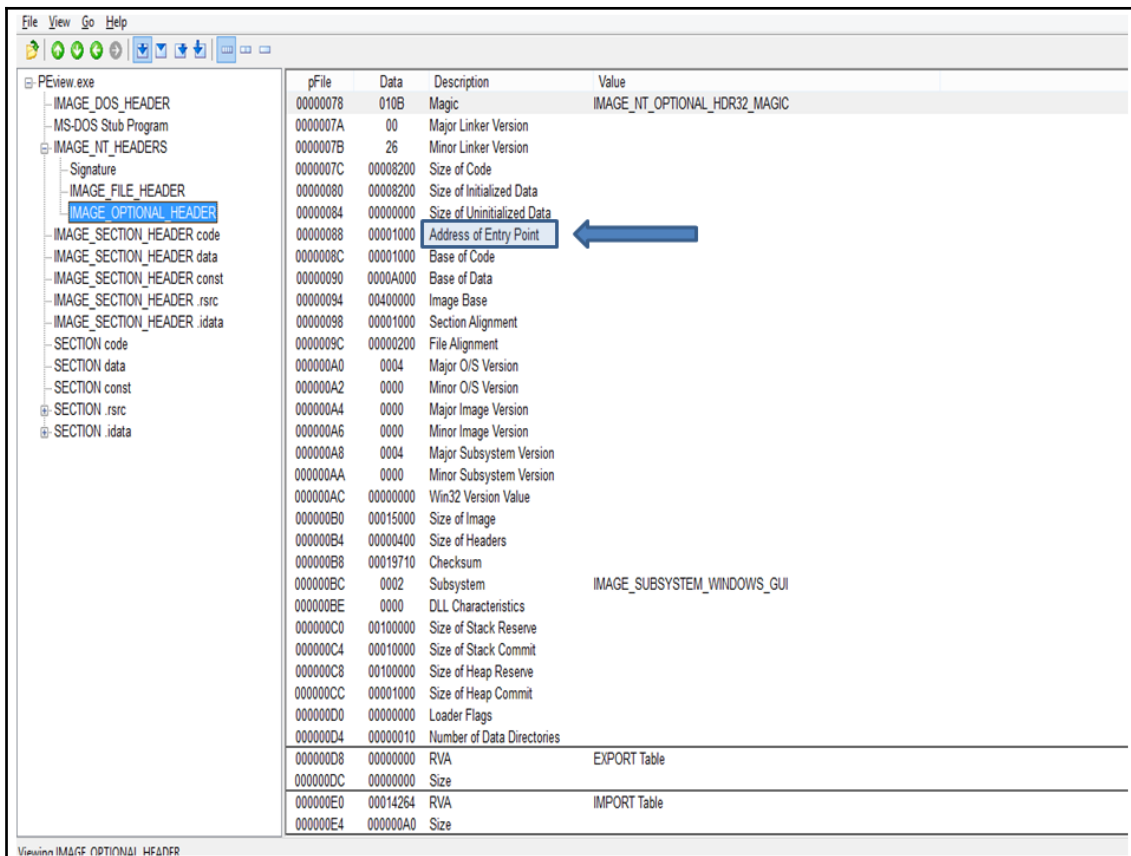 File View Go Help
PEview.exe
IMAGE_DOS_HEADER
MS-DOS Stub Program
IMAGE_NT_HEADERS
Signature
IMAGE_FILE_HEADER
IMAGE_OPTIONAL_HEADER
IMAGE_SECTION_HEADER code
IMAGE_SECTION_HEADER data
IMAGE_SECTION_HEADER const
IMAGE_SECTION_HEADER .rsrc
IMAGE_SECTION_HEADER .idata
SECTION code
SECTION data
SECTION const
SECTION .rsrc
SECTION .idata
pFile Data Description Value
00000078 010B Magic IMAGE_NT_OPTIONAL_HDR32_MAGIC
0000007A 00 Major Linker Version
0000007B 26 Minor Linker Version
0000007C 00008200 Size of Code
00000080 00008200 Size of Initialized Data
00000084 00000000 Size of Uninitialized Data
00000088 00001000 Address of Entry Point
0000008C 00001000 Base of Code
00000090 0000A000 Base of Data
00000094 00400000 Image Base
00000098 00001000 Section Alignment
0000009C 00000200 File Alignment
000000A0 0004 Major O/S Version
000000A2 0000 Minor O/S Version
000000A4 0000 Major Image Version
000000A6 0000 Minor Image Version
000000A8 0004 Major Subsystem Version
000000AA 0000 Minor Subsystem Version
000000AC 00000000 Win32 Version Value
000000B0 00015000 Size of Image
000000B4 00000400 Size of Headers
000000B8 00019710 Checksum
000000BC 0002 Subsystem IMAGE_SUBSYSTEM_WINDOWS_GUI
000000BE 0000 DLL Characteristics
000000C0 00100000 Size of Stack Reserve
000000C4 00010000 Size of Stack Commit
000000C8 00100000 Size of Heap Reserve
000000CC 00001000 Size of Heap Commit
000000D0 00000000 Loader Flags
000000D4 00000010 Number of Data Directories
000000D8 00000000 RVA EXPORT Table
000000DC 00000000 Size
000000E0 00014264 RVA IMPORT Table
000000E4 000000A0 Size
Viewing IMAGE_OPTIONAL_HEADER